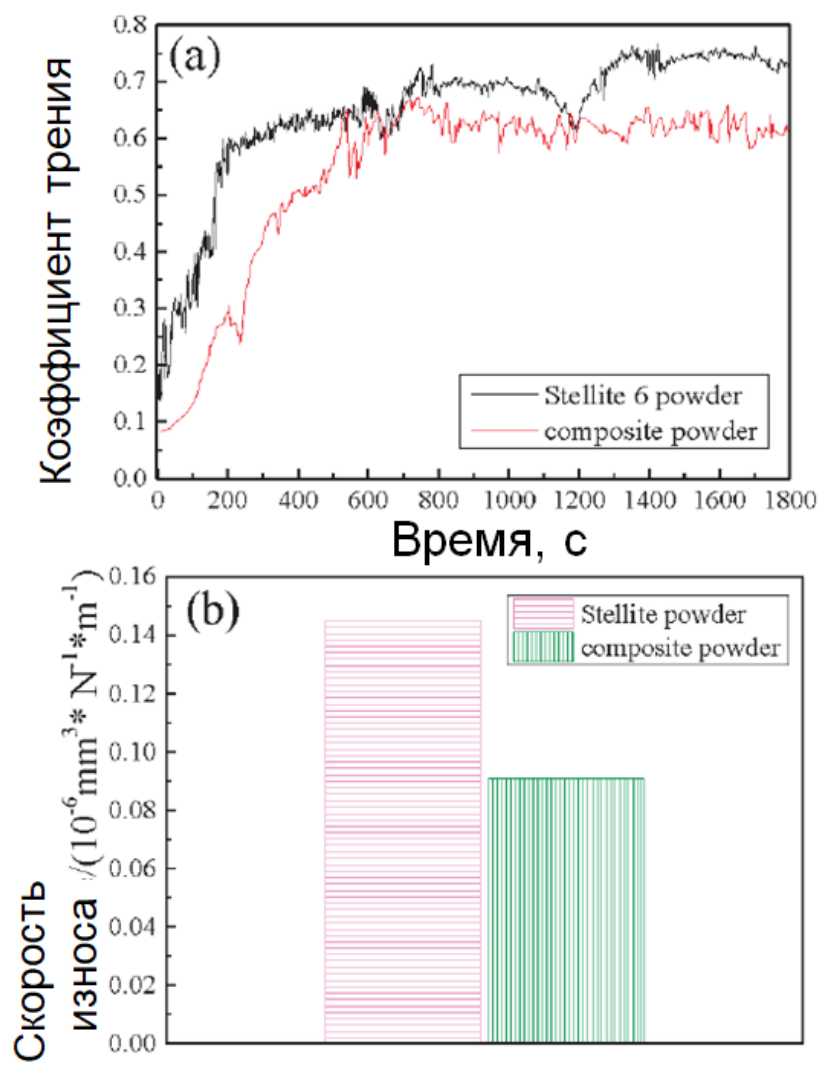 (a)
Коэффициент трения
0.8
0.7
0.6
0.5
0.4
0.3
0.2
0.1
0.0
Stellite 6 powder
composite powder
0 200 400 600 800 1000 1200 1400 1600 1800
Время, с
(b)
Скорость
износа /(10⁻⁶mm³* N⁻¹*m⁻¹)
0.16
0.14
0.12
0.10
0.08
0.06
0.04
0.02
0.00
Stellite powder
composite powder